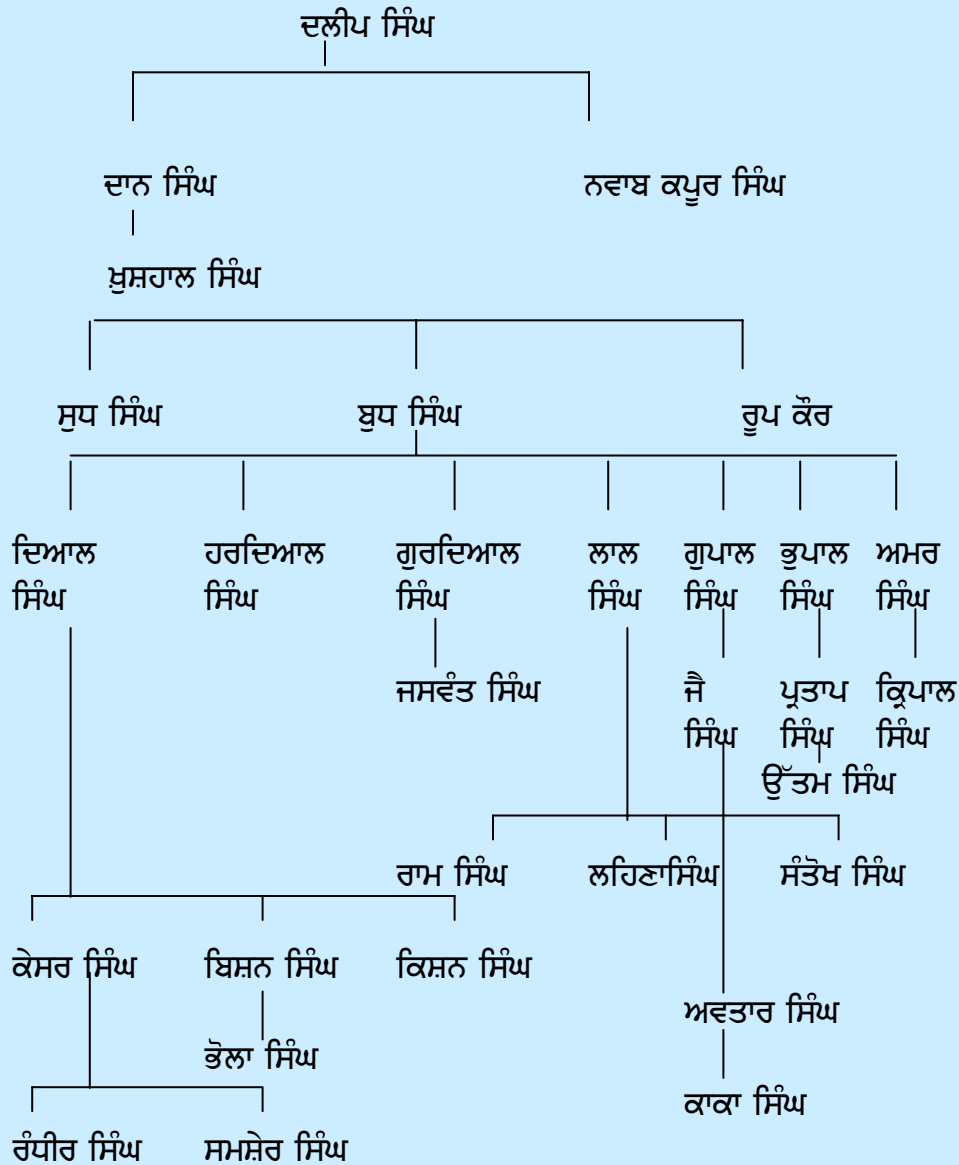 ਦਲੀਪ ਸਿੰਘ
ਦਾਨ ਸਿੰਘ ਨਵਾਬ ਕਪੂਰ ਸਿੰਘ
ਖ਼ੁਸ਼ਹਾਲ ਸਿੰਘ
ਸੁਧ ਸਿੰਘ ਬੁਧ ਸਿੰਘ ਰੂਪ ਕੌਰ
ਦਿਆਲ ਹਰਦਿਆਲ ਗੁਰਦਿਆਲ ਲਾਲ ਗੁਪਾਲ ਭੁਪਾਲ ਅਮਰ
ਸਿੰਘ ਸਿੰਘ ਸਿੰਘ ਸਿੰਘ ਸਿੰਘ ਸਿੰਘ ਸਿੰਘ
ਜਸਵੰਤ ਸਿੰਘ ਜੈ ਪ੍ਰਤਾਪ ਕ੍ਰਿਪਾਲ
ਸਿੰਘ ਸਿੰਘ ਸਿੰਘ
ਉੱਤਮ ਸਿੰਘ
ਰਾਮ ਸਿੰਘ ਲਹਿਣਾਸਿੰਘ ਸੰਤੋਖ ਸਿੰਘ
ਕੇਸਰ ਸਿੰਘ ਬਿਸ਼ਨ ਸਿੰਘ ਕਿਸ਼ਨ ਸਿੰਘ
ਅਵਤਾਰ ਸਿੰਘ
ਭੋਲਾ ਸਿੰਘ
ਕਾਕਾ ਸਿੰਘ
ਰੰਧੀਰ ਸਿੰਘ ਸਮਸ਼ੇਰ ਸਿੰਘ